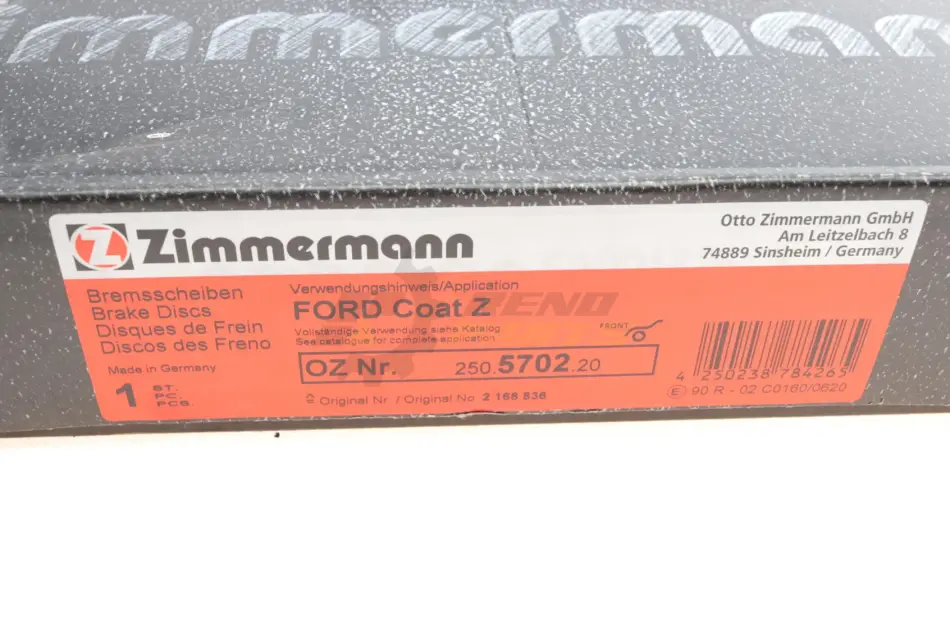 immerman
Zimmermann
Otto Zimmermann GmbH
Am Leitzelbach 8
74889 Sinsheim / Germany
Bremsscheiben
Brake Discs
Disques de Frein
Discos des Freno
Made in Germany
1 ST.
PC.
PCS.
Verwendungshinweis/Application
FORD Coat Z
Vollständige Verwendung siehe Katalog
See catalogue for complete application
FRONT
OZ Nr. 250.5702.20
≙ Original Nr / Original No 2 168 836
4 250238 784265
E 90 R - 02 C0160/0620